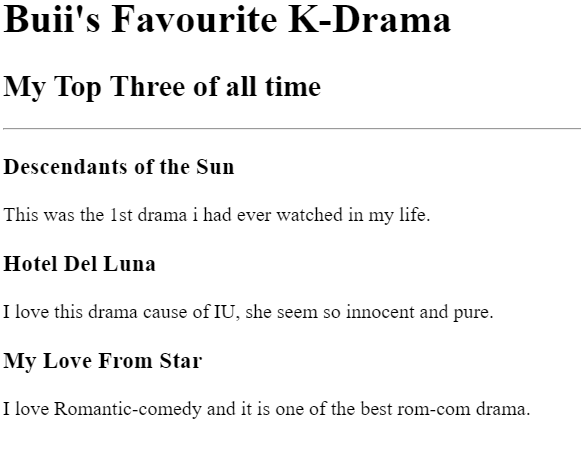 Buii's Favourite K-Drama
My Top Three of all time
Descendants of the Sun
This was the 1st drama i had ever watched in my life.
Hotel Del Luna
I love this drama cause of IU, she seem so innocent and pure.
My Love From Star
I love Romantic-comedy and it is one of the best rom-com drama.